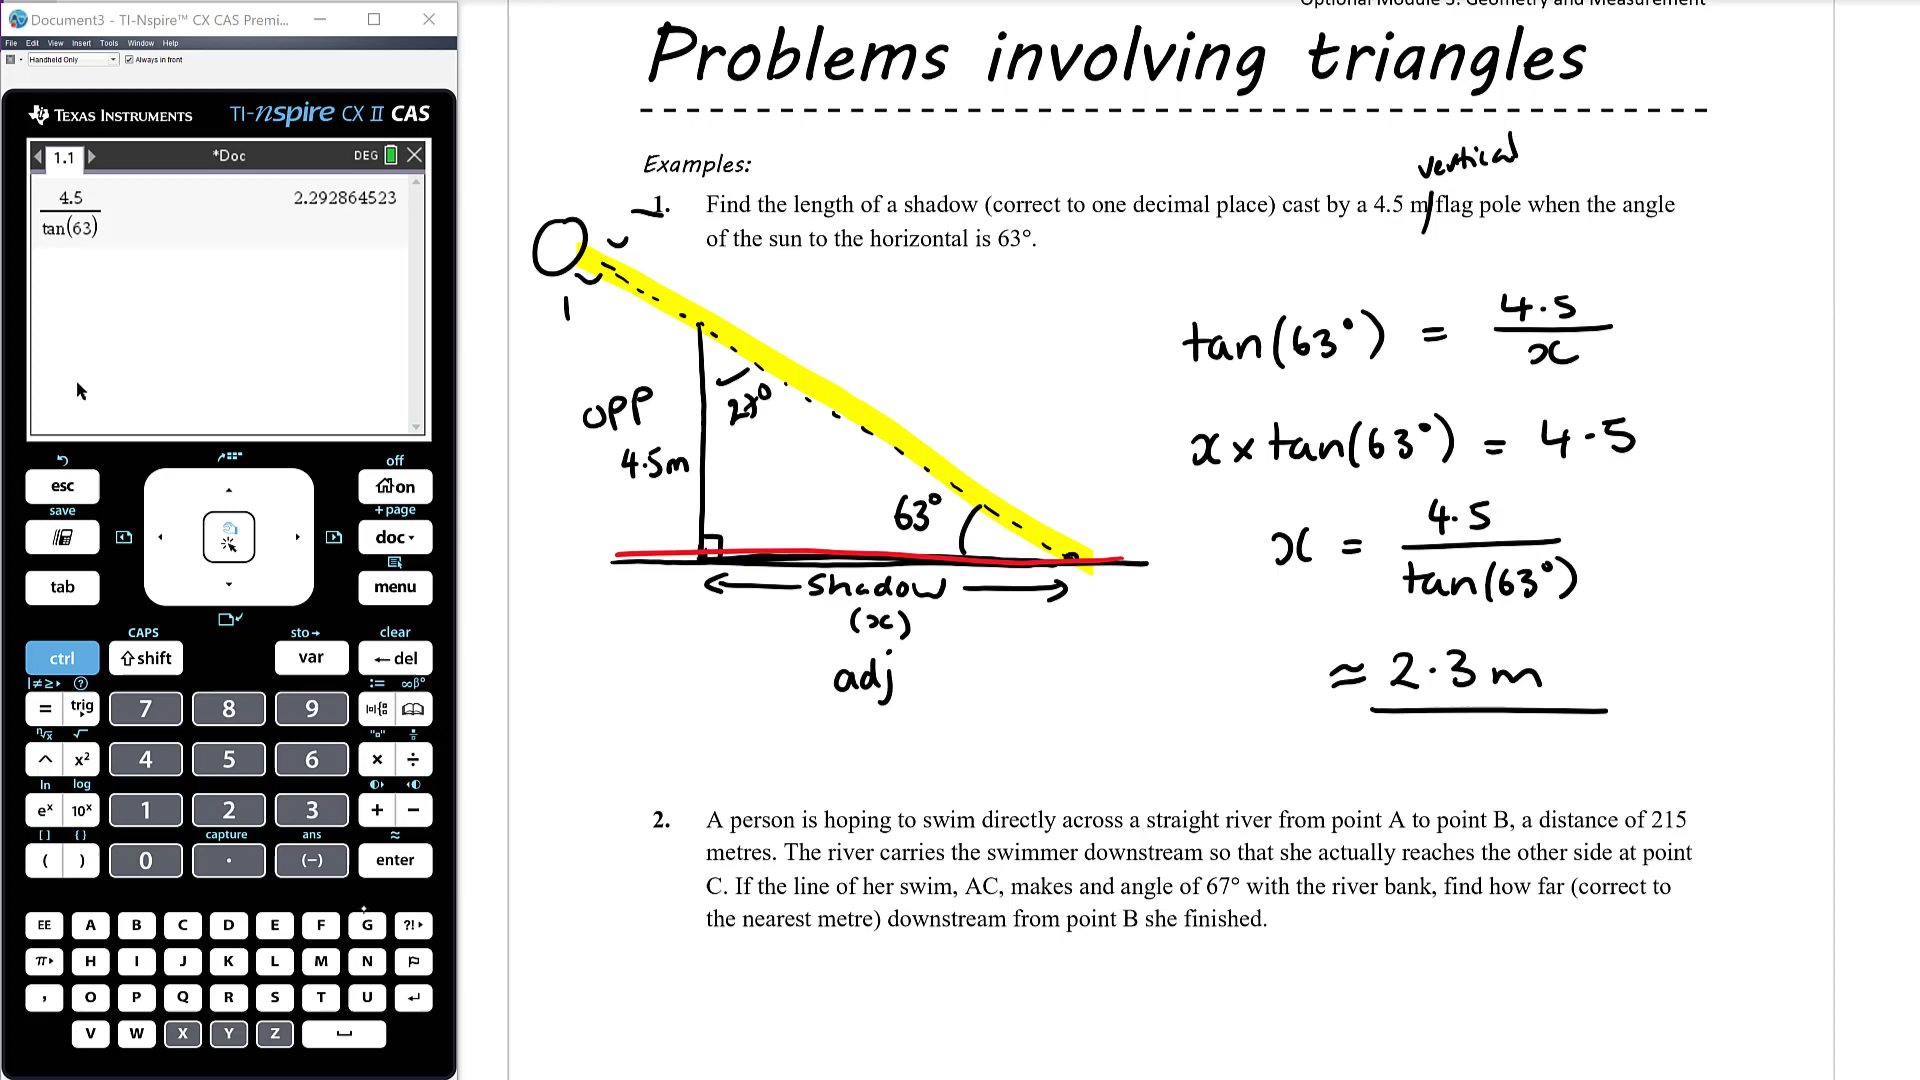 Document3 - TI-Nspire™ CX CAS Premi...
File Edit View Insert Tools Window Help
Handheld Only Always in front
TEXAS INSTRUMENTS TI-nspire CX II CAS
1.1 *Doc DEG
4.5
tan(63)
2.292864523
off
esc on
save + page
doc
tab menu
CAPS sto→ clear
ctrl shift var ←del
|≠≥▸ ? := ∞β°
= trig 7 8 9
ⁿ√x √
^ x² 4 5 6 × ÷
ln log
eˣ 10ˣ 1 2 3 + −
[ ] { } capture ans ≈
( ) 0 . (−) enter
EE A B C D E F G ?!▸
π▸ H I J K L M N
, O P Q R S T U ↵
V W X Y Z
Optional Module 3: Geometry and Measurement
Problems involving triangles
Examples:
vertical
1. Find the length of a shadow (correct to one decimal place) cast by a 4.5 m flag pole when the angle
of the sun to the horizontal is 63°.
opp
4.5m
27°
63°
Shadow
(x)
adj
tan(63°) = 4.5
x
x × tan(63°) = 4.5
x = 4.5
tan(63°)
≈ 2.3 m
2. A person is hoping to swim directly across a straight river from point A to point B, a distance of 215
metres. The river carries the swimmer downstream so that she actually reaches the other side at point
C. If the line of her swim, AC, makes and angle of 67° with the river bank, find how far (correct to
the nearest metre) downstream from point B she finished.